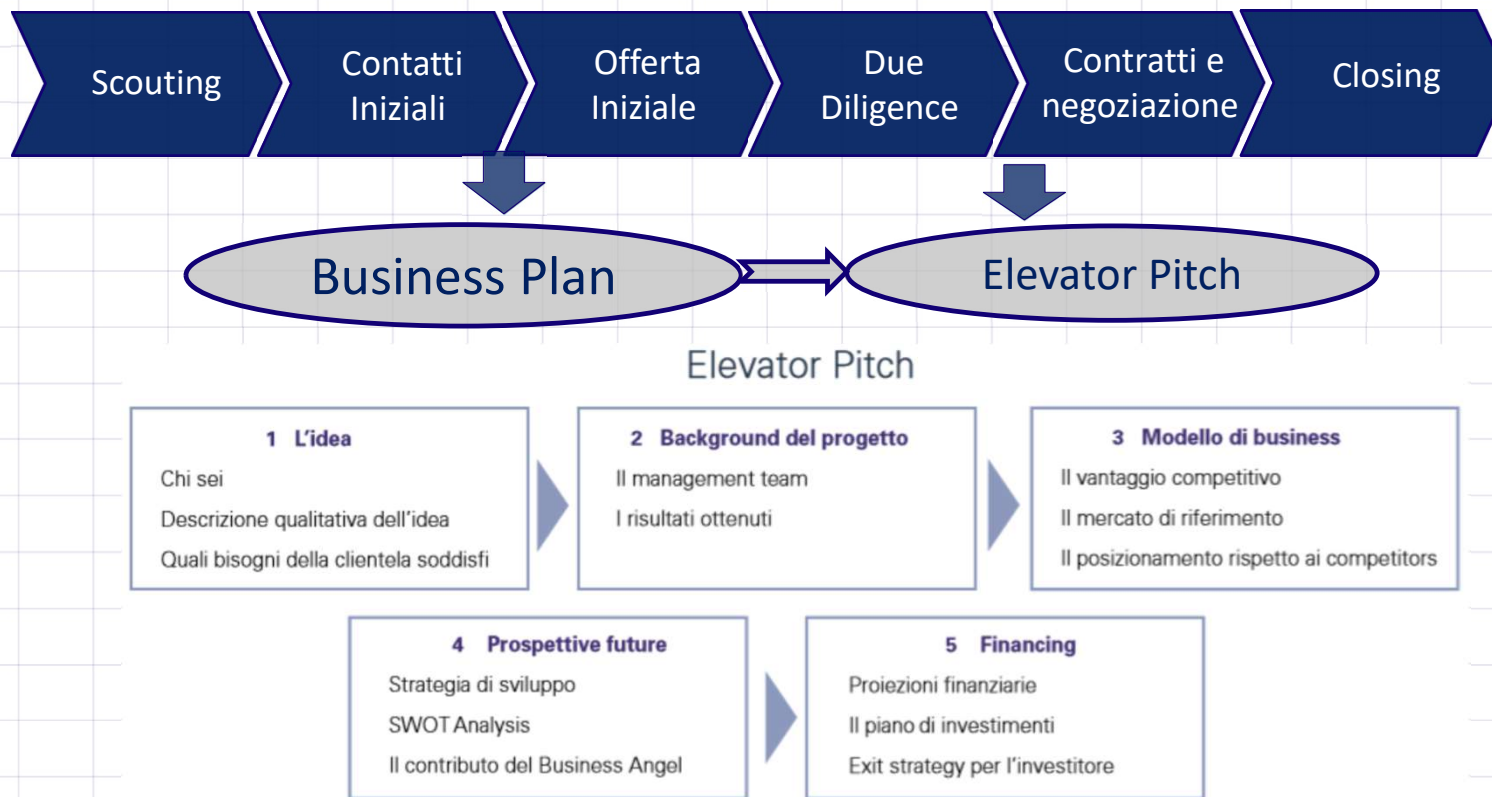 Scouting
Contatti
Iniziali
Offerta
Iniziale
Due
Diligence
Contratti e
negoziazione
Closing
Business Plan
Elevator Pitch
Elevator Pitch
1 L'idea
Chi sei
Descrizione qualitativa dell'idea
Quali bisogni della clientela soddisfi
2 Background del progetto
Il management team
I risultati ottenuti
3 Modello di business
Il vantaggio competitivo
Il mercato di riferimento
Il posizionamento rispetto ai competitors
4 Prospettive future
Strategia di sviluppo
SWOT Analysis
Il contributo del Business Angel
5 Financing
Proiezioni finanziarie
Il piano di investimenti
Exit strategy per l'investitore